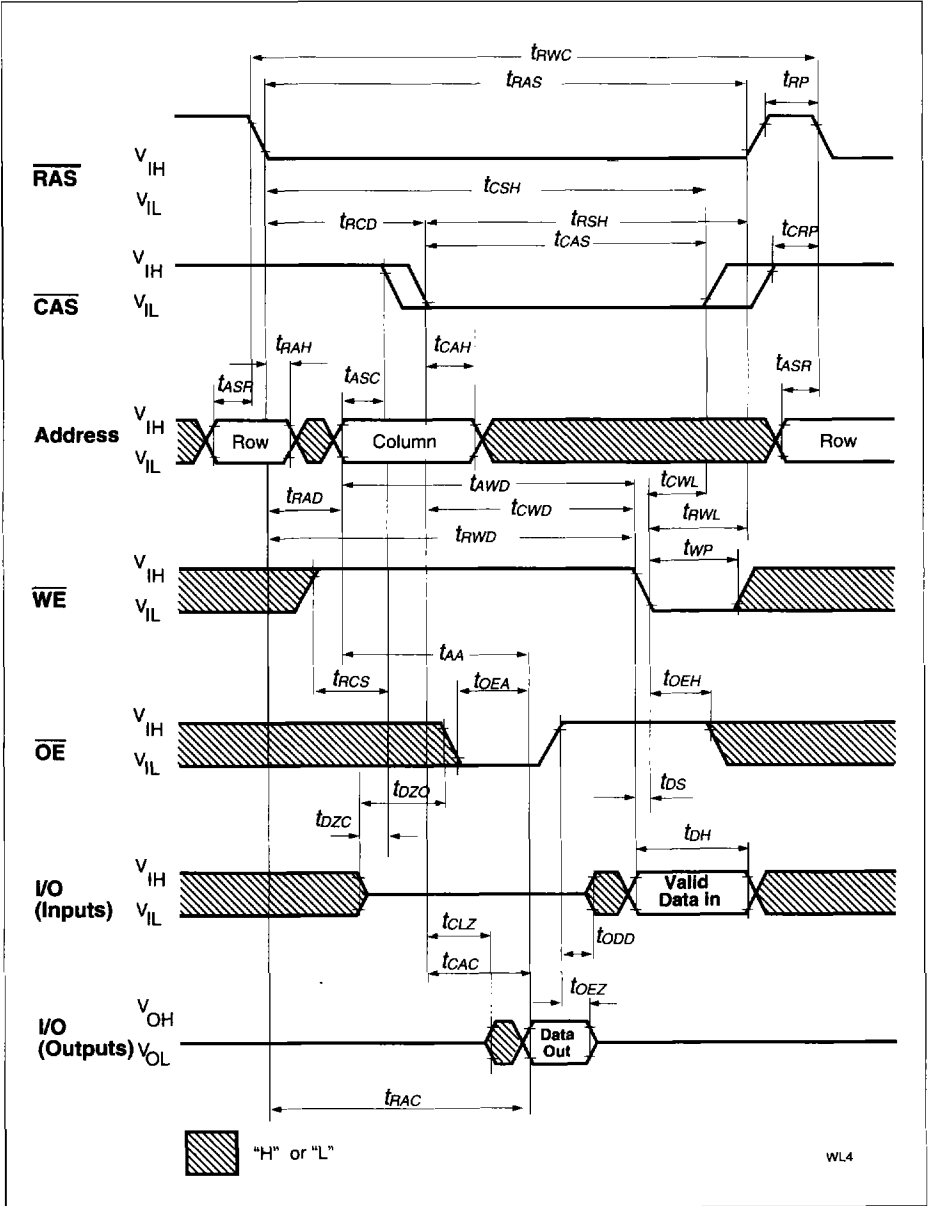 tRWC
tRAS
tRP
RAS
VIH
VIL
tCSH
tRCD
tRSH
tCAS
tCRP
CAS
VIH
VIL
tRAH
tCAH
tASR
tASC
tASR
Address
VIH
VIL
Row
Column
Row
tRAD
tAWD
tCWL
tCWD
tRWL
tRWD
tWP
WE
VIH
VIL
tAA
tRCS
tOEA
tOEH
OE
VIH
VIL
tDZO
tDS
tDZC
tDH
I/O
(Inputs)
VIH
VIL
Valid
Data in
tCLZ
tODD
tCAC
tOEZ
I/O
(Outputs)
VOH
VOL
Data
Out
tRAC
“H” or “L”
WL4